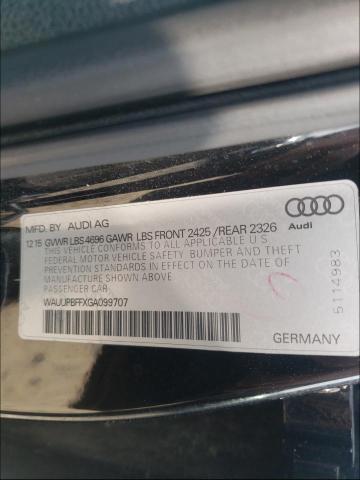 MFD. BY AUDI AG
Audi
12 15 GVWR LBS 4696 GAWR LBS FRONT 2425 /REAR 2326
THIS VEHICLE CONFORMS TO ALL APPLICABLE U S
FEDERAL MOTOR VEHICLE SAFETY, BUMPER AND THEFT
PREVENTION STANDARDS IN EFFECT ON THE DATE OF
MANUFACTURE SHOWN ABOVE.
PASSENGER CAR
WAUUPBFFXGA099707
5114983
GERMANY